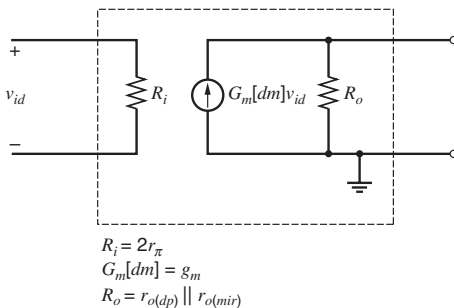 +
v_id
−
R_i
G_m[dm]v_id
R_o
R_i = 2r_π
G_m[dm] = g_m
R_o = r_o(dp) || r_o(mir)